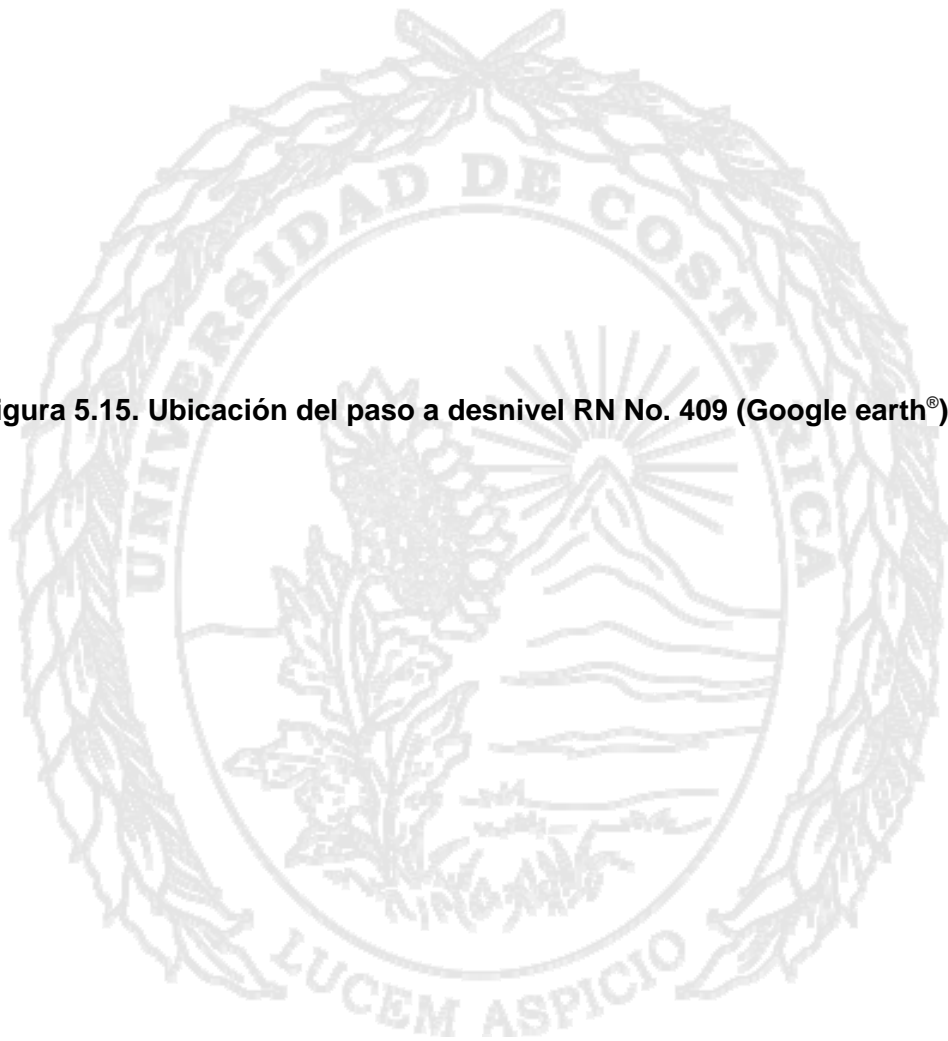 UNIVERSIDAD DE COSTA RICA
igura 5.15. Ubicación del paso a desnivel RN No. 409 (Google earth®)
LUCEM ASPICIO